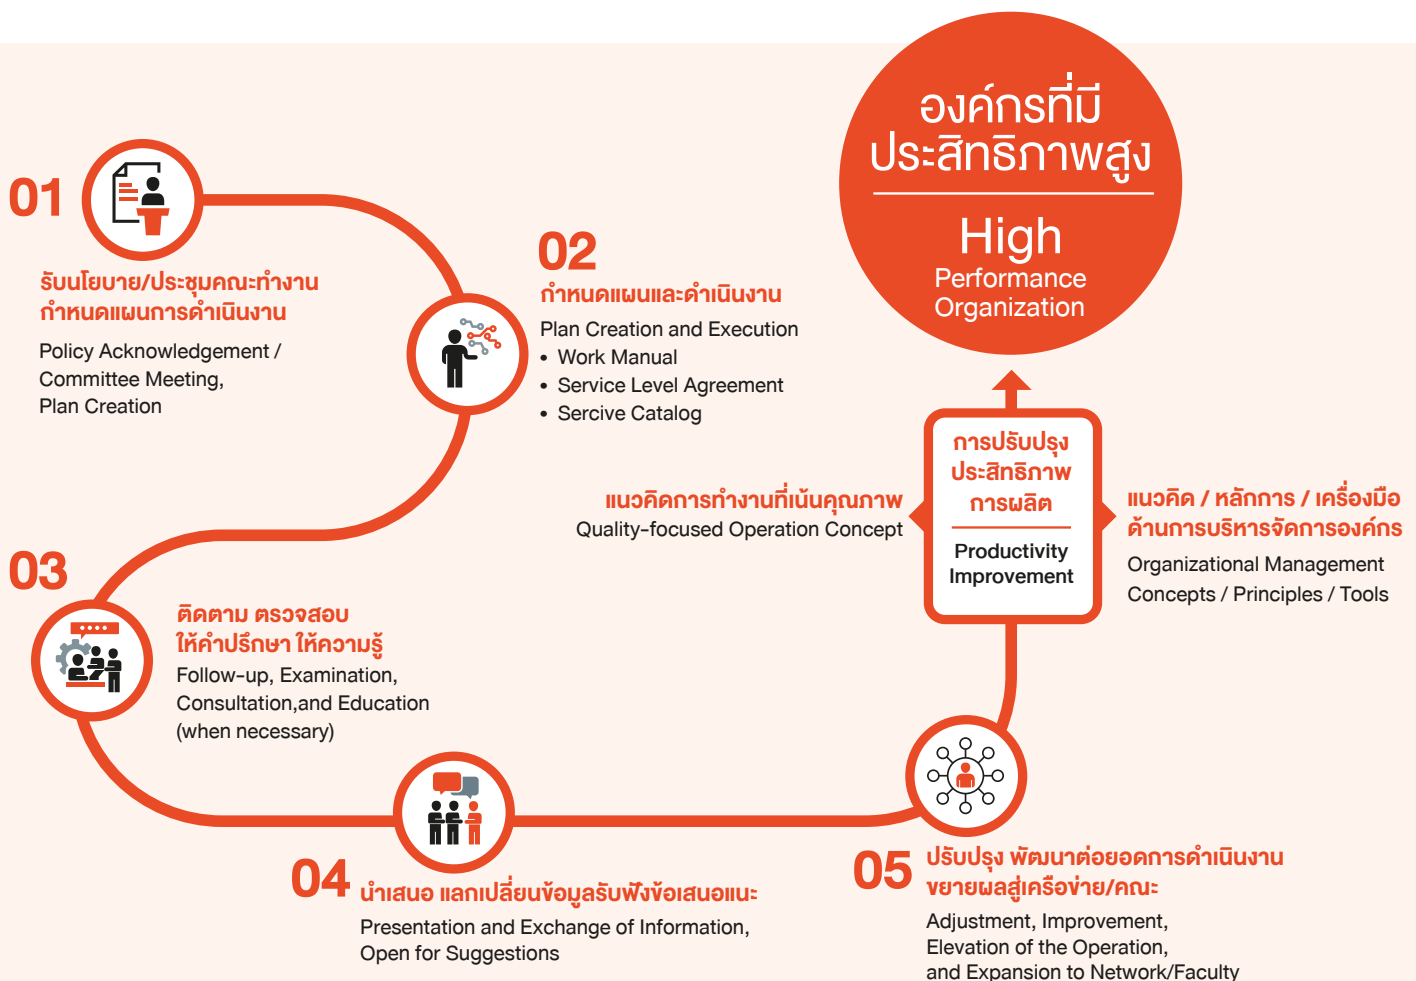 องค์กรที่มี
ประสิทธิภาพสูง
High
Performance
Organization
01
รับนโยบาย/ประชุมคณะทำงาน
กำหนดแผนการดำเนินงาน
Policy Acknowledgement /
Committee Meeting,
Plan Creation
02
กำหนดแผนและดำเนินงาน
Plan Creation and Execution
• Work Manual
• Service Level Agreement
• Sercive Catalog
03
ติดตาม ตรวจสอบ
ให้คำปรึกษา ให้ความรู้
Follow-up, Examination,
Consultation,and Education
(when necessary)
04
นำเสนอ แลกเปลี่ยนข้อมูลรับฟังข้อเสนอแนะ
Presentation and Exchange of Information,
Open for Suggestions
05
ปรับปรุง พัฒนาต่อยอดการดำเนินงาน
ขยายผลสู่เครือข่าย/คณะ
Adjustment, Improvement,
Elevation of the Operation,
and Expansion to Network/Faculty
แนวคิดการทำงานที่เน้นคุณภาพ
Quality-focused Operation Concept
การปรับปรุง
ประสิทธิภาพ
การผลิต
Productivity
Improvement
แนวคิด / หลักการ / เครื่องมือ
ด้านการบริหารจัดการองค์กร
Organizational Management
Concepts / Principles / Tools